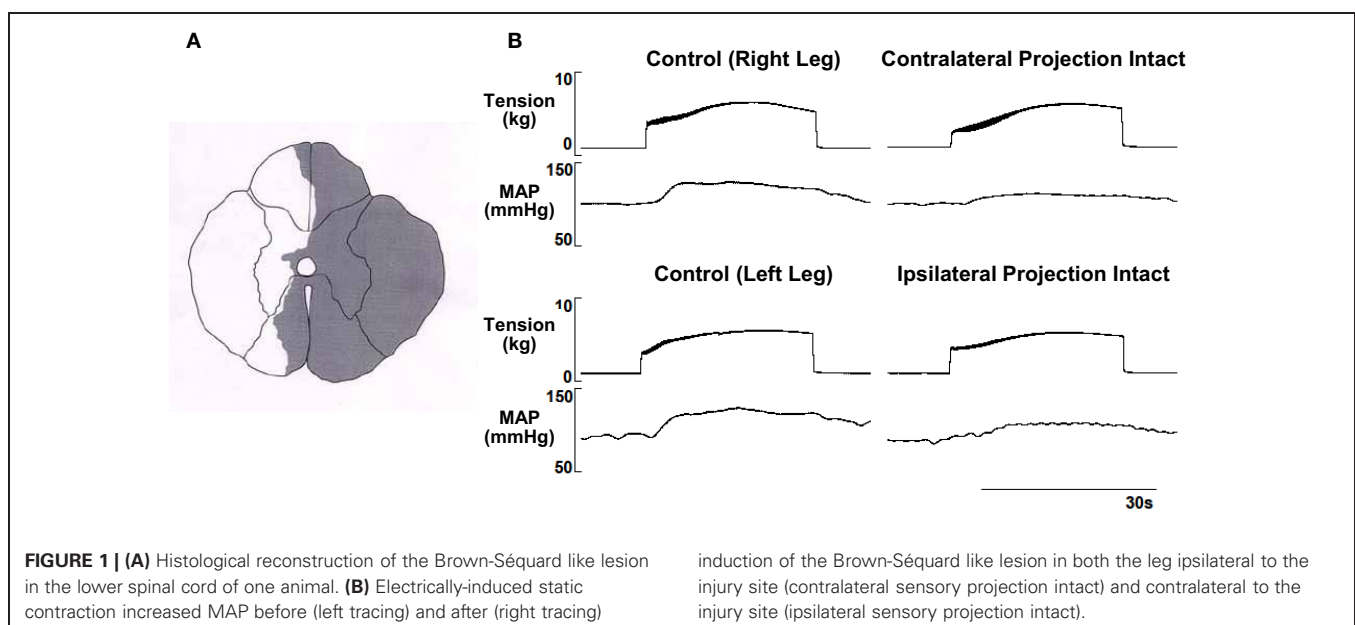 A
B
Control (Right Leg)
Contralateral Projection Intact
10
Tension
(kg)
0
150
MAP
(mmHg)
50
Control (Left Leg)
Ipsilateral Projection Intact
10
Tension
(kg)
0
150
MAP
(mmHg)
50
30s
FIGURE 1 | (A) Histological reconstruction of the Brown-Séquard like lesion
in the lower spinal cord of one animal. (B) Electrically-induced static
contraction increased MAP before (left tracing) and after (right tracing)
induction of the Brown-Séquard like lesion in both the leg ipsilateral to the
injury site (contralateral sensory projection intact) and contralateral to the
injury site (ipsilateral sensory projection intact).